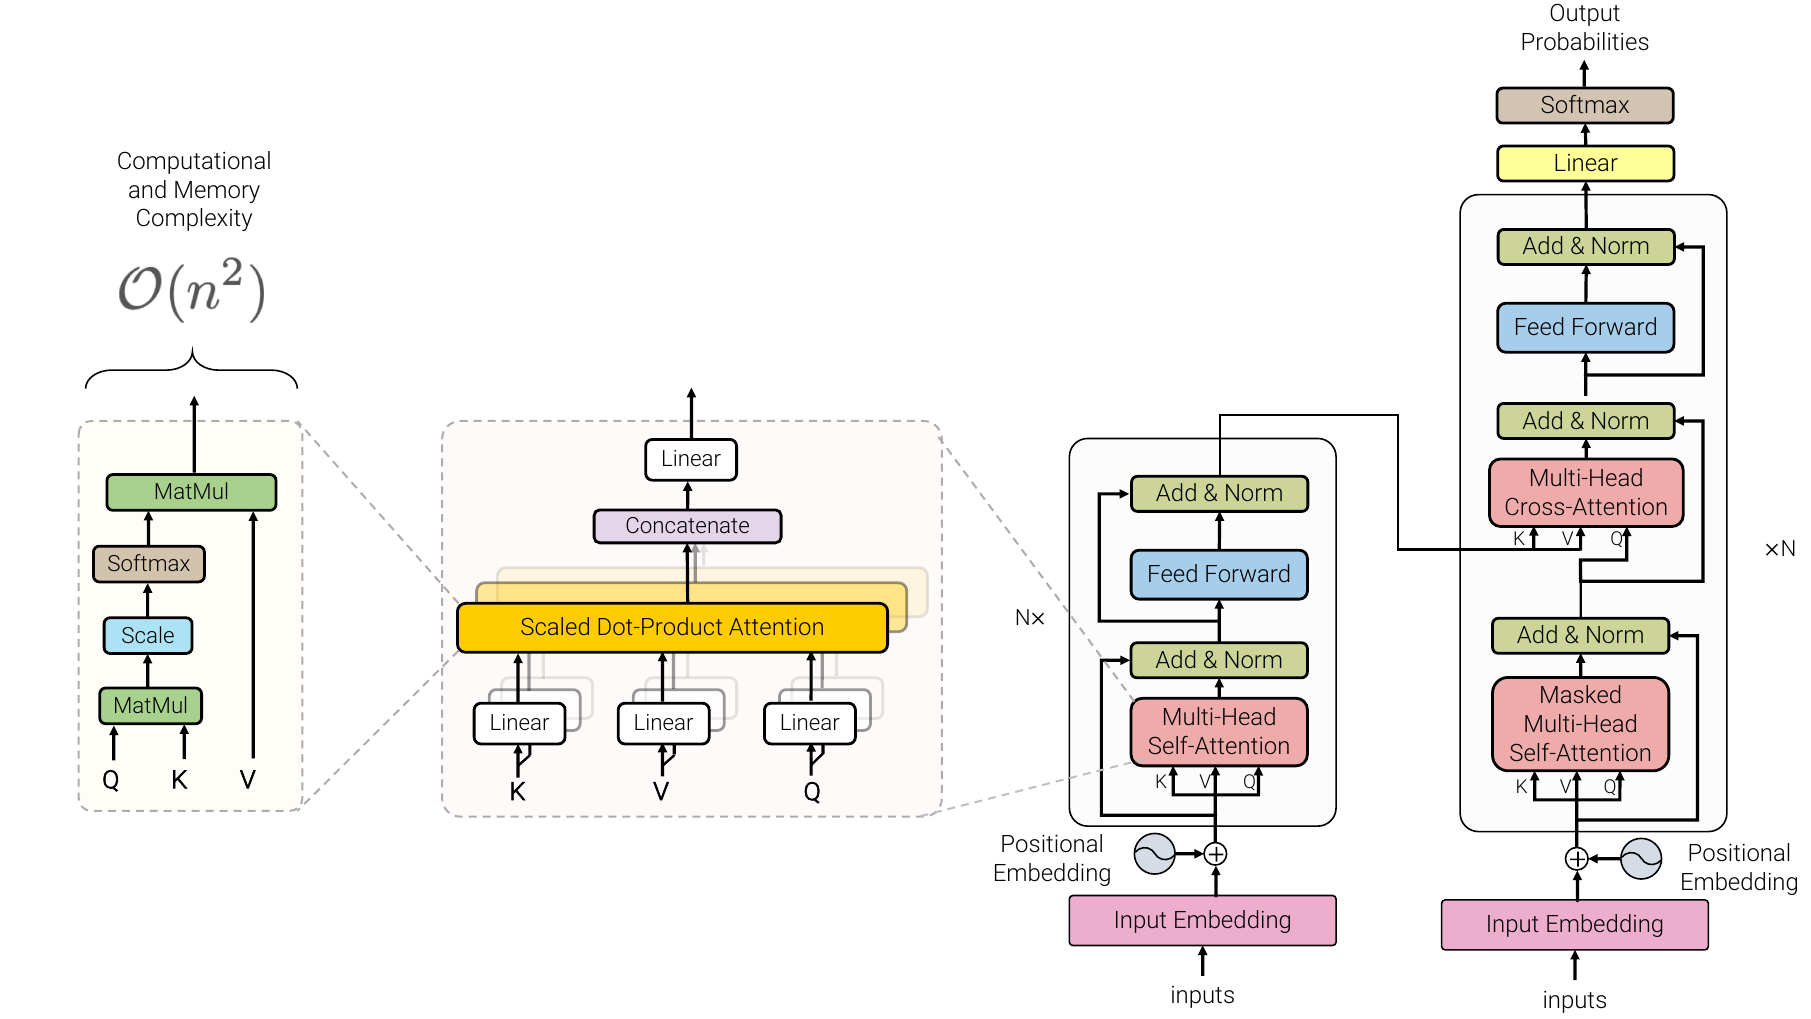 Computational
and Memory
Complexity
𝒪(n²)
MatMul
Softmax
Scale
MatMul
Q K V
Linear
Concatenate
Scaled Dot-Product Attention
Linear Linear Linear
K V Q
N×
Add & Norm
Feed Forward
Add & Norm
Multi-Head
Self-Attention
K V Q
Positional
Embedding
Input Embedding
inputs
Output
Probabilities
Softmax
Linear
Add & Norm
Feed Forward
Add & Norm
Multi-Head
Cross-Attention
K V Q
×N
Add & Norm
Masked
Multi-Head
Self-Attention
K V Q
Positional
Embedding
Input Embedding
inputs